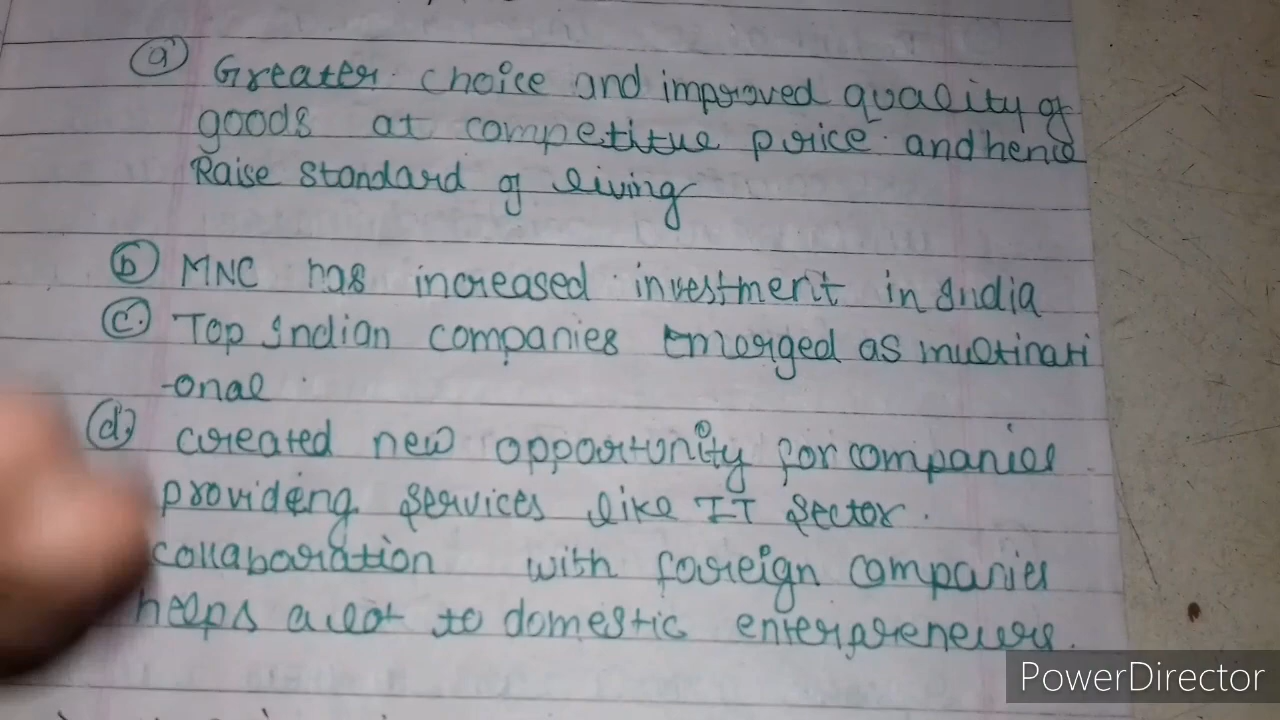 (a) Greater choice and improved quality of
goods at competitue price and hence
Raise standard of living
(b) MNC has increased investment in India
(c) Top Indian companies Emerged as multinati
-onal
(d) created new opportunity for companies
providing services like IT sector.
collaboration with foreign companies
helps a lot to domestic enterpreneurs.
PowerDirector